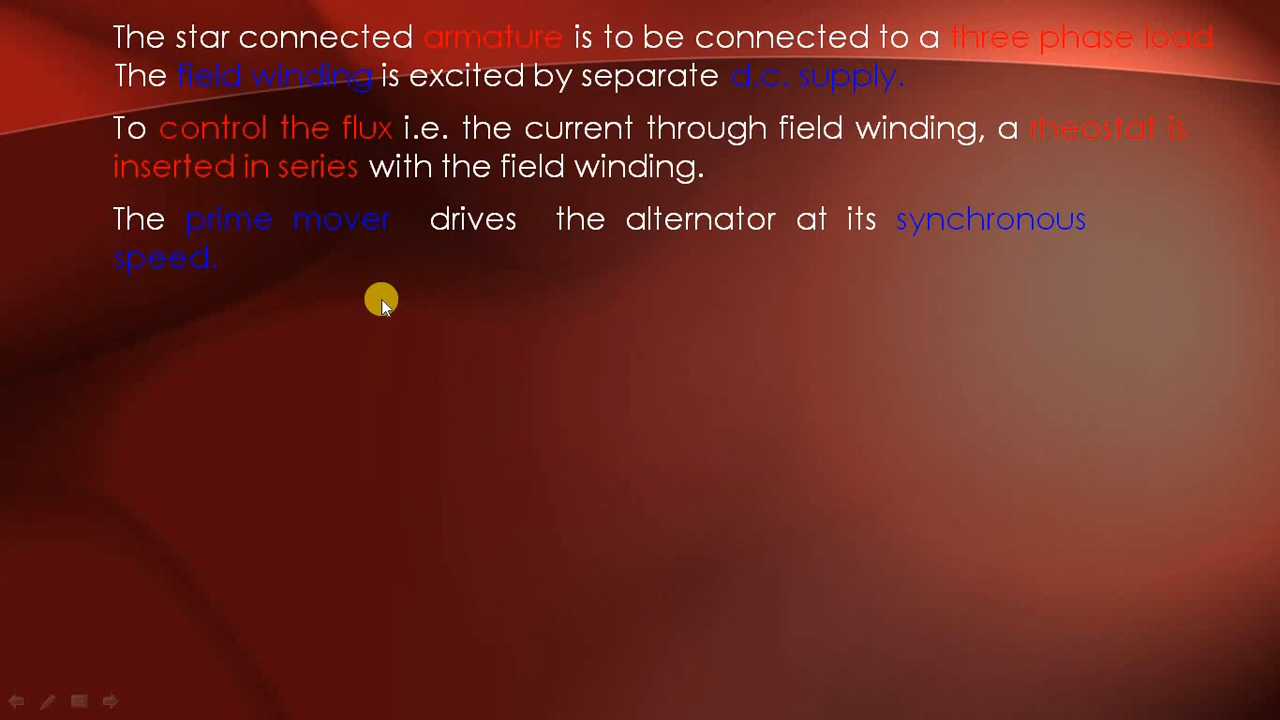 The star connected armature is to be connected to a three phase load
The field winding is excited by separate d.c. supply.
To control the flux i.e. the current through field winding, a rheostat is
inserted in series with the field winding.
The prime mover drives the alternator at its synchronous
speed.